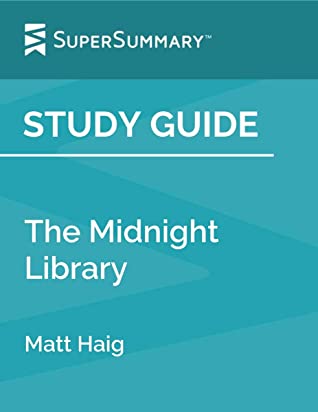 SUPERSUMMARY™
STUDY GUIDE
The Midnight
Library
Matt Haig